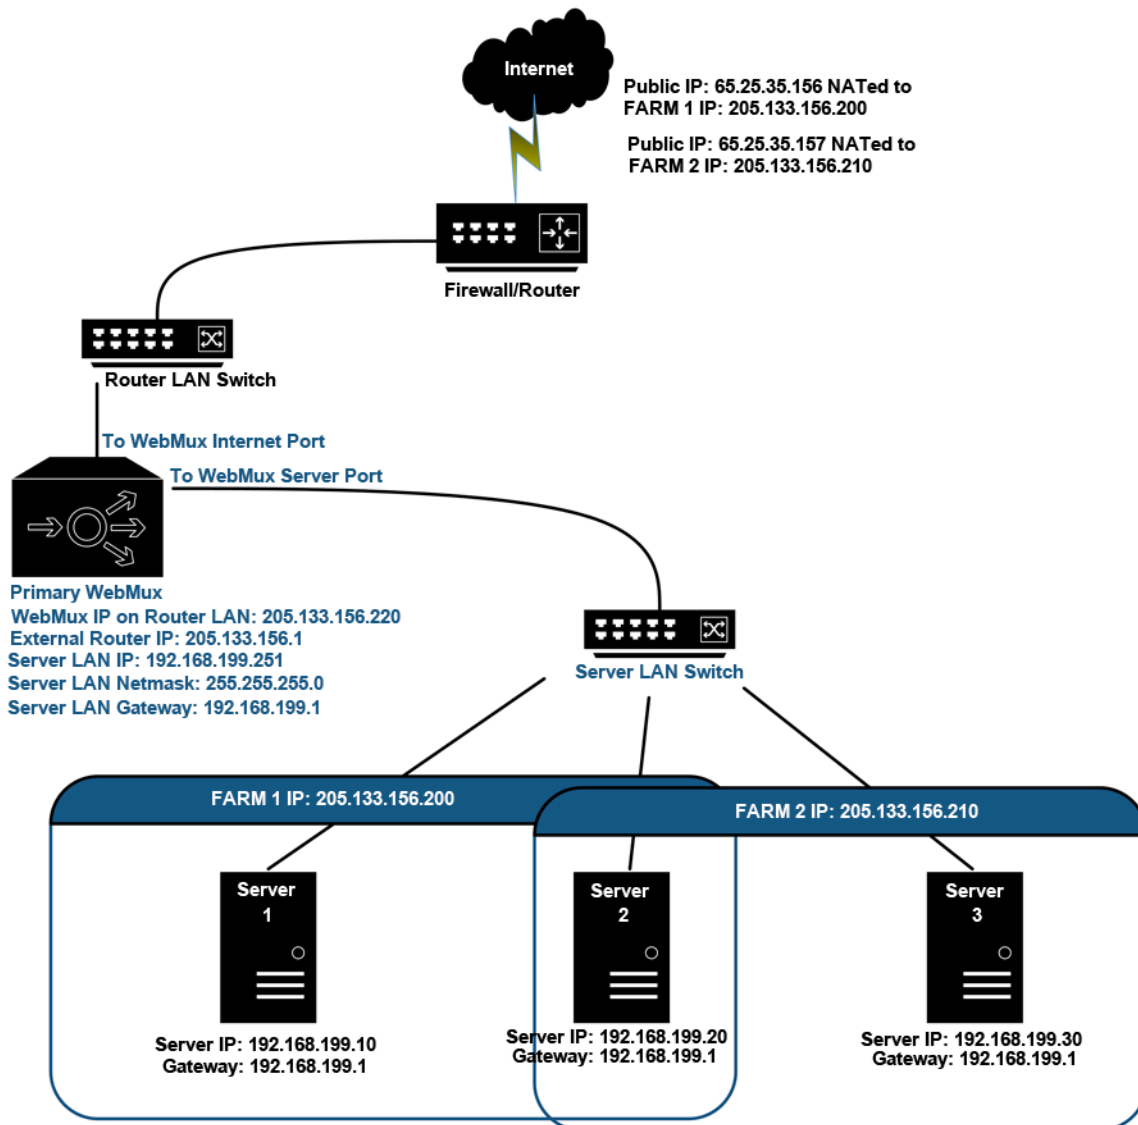 Internet
Public IP: 65.25.35.156 NATed to
FARM 1 IP: 205.133.156.200
Public IP: 65.25.35.157 NATed to
FARM 2 IP: 205.133.156.210
Firewall/Router
Router LAN Switch
To WebMux Internet Port
To WebMux Server Port
Primary WebMux
WebMux IP on Router LAN: 205.133.156.220
External Router IP: 205.133.156.1
Server LAN IP: 192.168.199.251
Server LAN Netmask: 255.255.255.0
Server LAN Gateway: 192.168.199.1
Server LAN Switch
FARM 1 IP: 205.133.156.200
FARM 2 IP: 205.133.156.210
Server
1
Server
2
Server
3
Server IP: 192.168.199.10
Gateway: 192.168.199.1
Server IP: 192.168.199.20
Gateway: 192.168.199.1
Server IP: 192.168.199.30
Gateway: 192.168.199.1